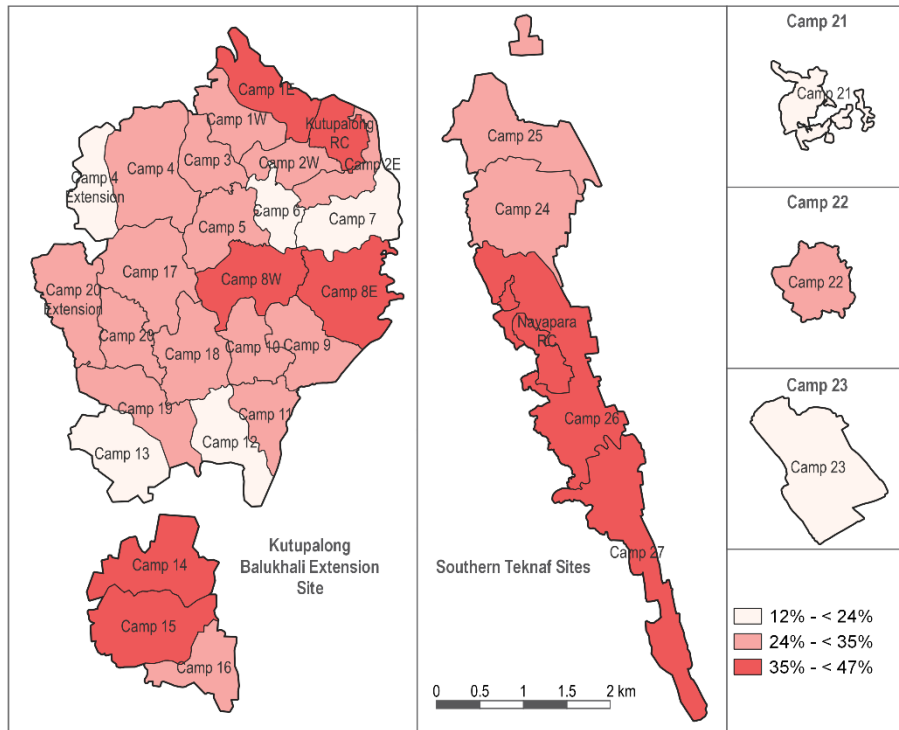 Camp 1E
Camp 1W
Kutupalong
RC
Camp 3
Camp 2W
Camp 2E
Camp 4
Camp 4
Extension
Camp 6
Camp 7
Camp 5
Camp 17
Camp 8W
Camp 8E
Camp 20
Extension
Camp 20
Camp 18
Camp 10
Camp 9
Camp 19
Camp 11
Camp 12
Camp 13
Camp 14
Camp 15
Camp 16
Kutupalong
Balukhali Extension
Site
Camp 25
Camp 24
Nayapara
RC
Camp 26
Camp 27
Southern Teknaf Sites
0 0.5 1 1.5 2 km
Camp 21
Camp 21
Camp 22
Camp 22
Camp 23
Camp 23
12% - < 24%
24% - < 35%
35% - < 47%